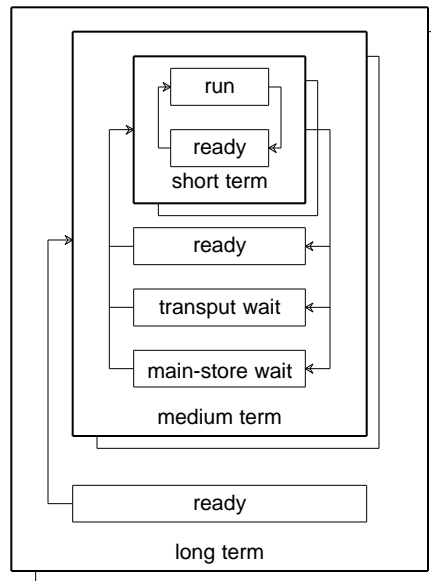 run
ready
short term
ready
transput wait
main-store wait
medium term
ready
long term